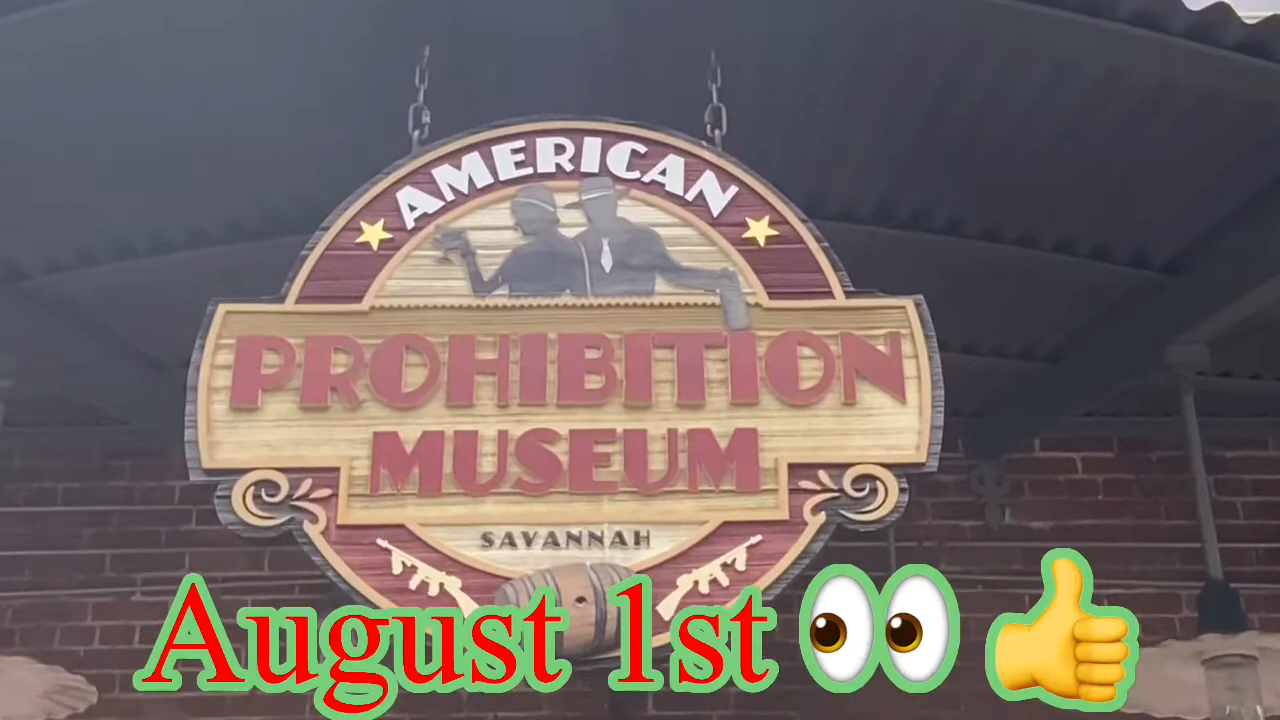 AMERICAN
PROHIBITION
MUSEUM
SAVANNAH
August 1st 👀👍